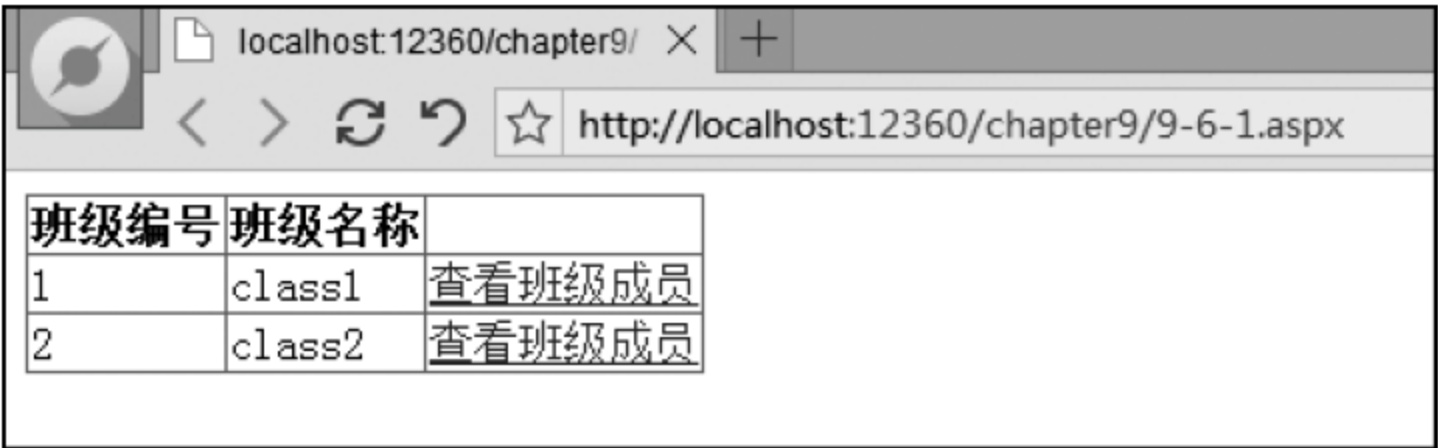 localhost:12360/chapter9/
http://localhost:12360/chapter9/9-6-1.aspx
班级编号 班级名称
1 class1 查看班级成员
2 class2 查看班级成员